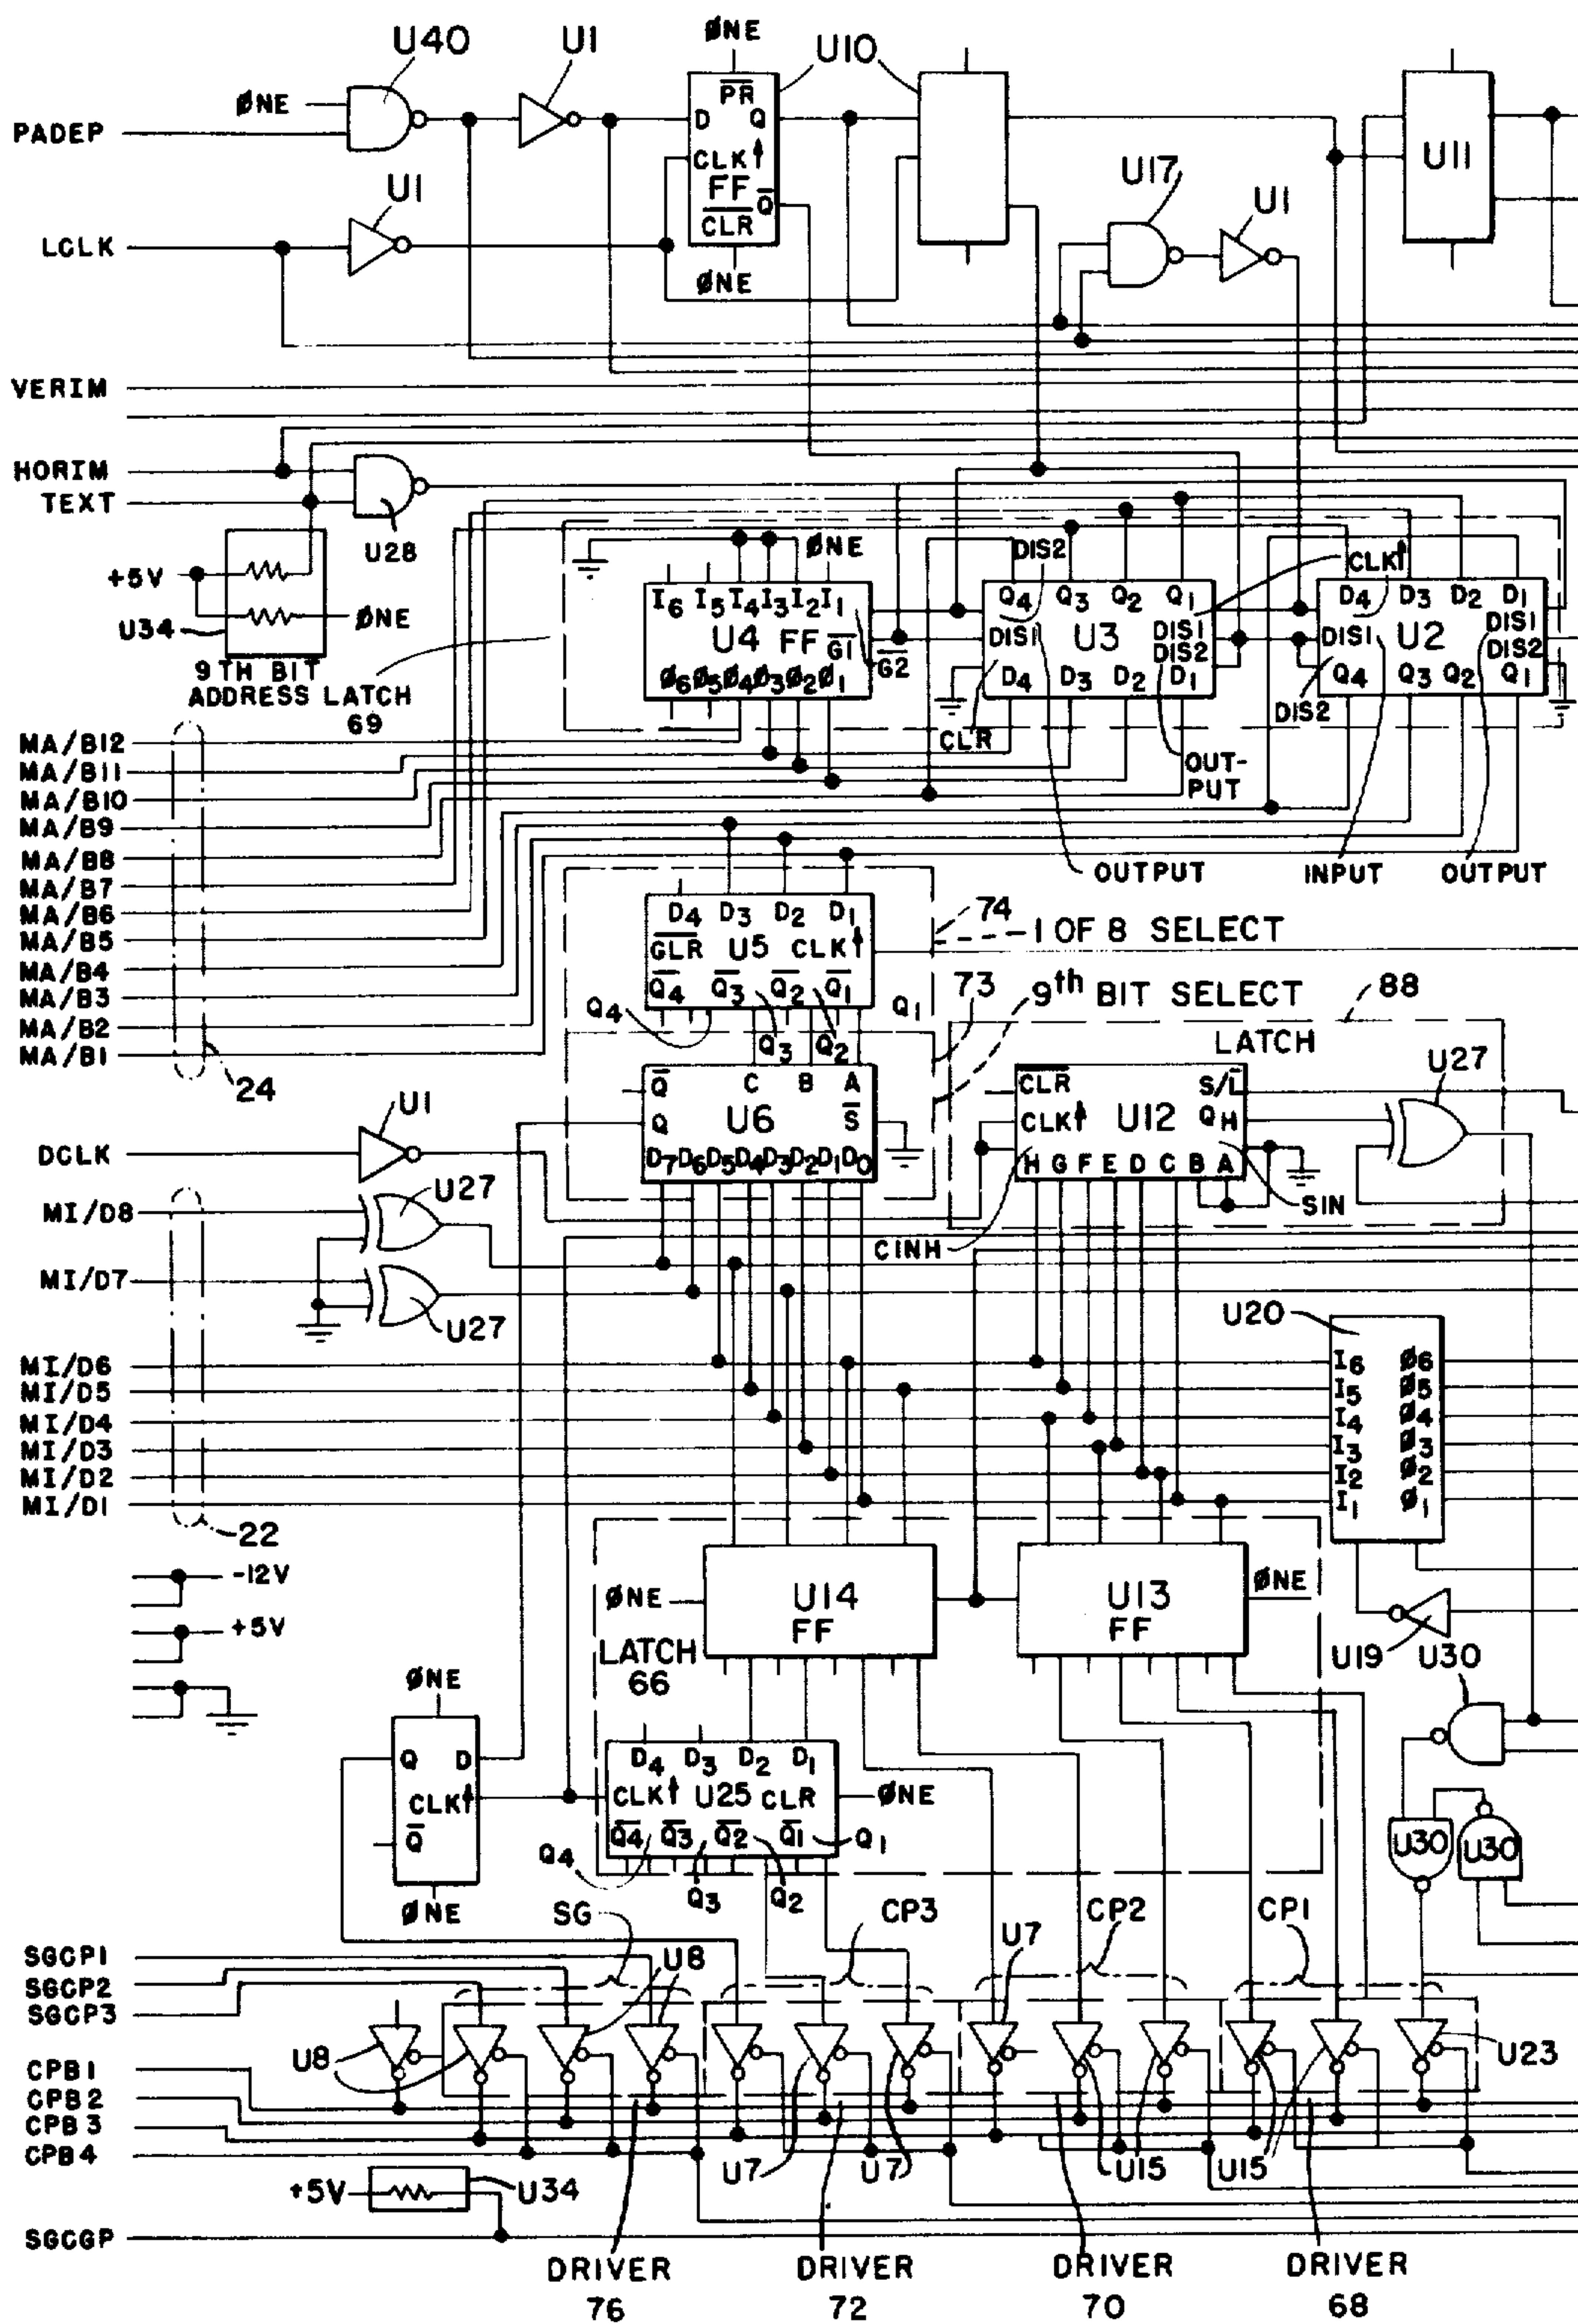 U40
U1
ØNE
U10
ØNE
PADEP
PR
D Q
CLK↑
FF Q
CLR
ØNE
U11
U17
U1
U1
LCLK
VERIM
HORIM
TEXT
U28
+5V
U34
ØNE
9TH BIT
ADDRESS LATCH
69
ØNE
I6 I5 I4 I3 I2 I1
U4 FF G1
G2
Ø6 Ø5 Ø4 Ø3 Ø2 Ø1
DIS2
Q4 Q3 Q2 Q1
DIS1 U3 DIS1
DIS2
D4 D3 D2 D1
CLR
CLK↑
D4 D3 D2 D1
DIS1 U2 DIS1
DIS2
Q4 Q3 Q2 Q1
DIS2
OUT-
PUT
OUTPUT
INPUT
OUTPUT
MA/B12
MA/B11
MA/B10
MA/B9
MA/B8
MA/B7
MA/B6
MA/B5
MA/B4
MA/B3
MA/B2
MA/B1
24
D4 D3 D2 D1
GLR U5 CLK↑
Q4 Q3 Q2 Q1
Q4 Q3 Q2 Q1
74
1 OF 8 SELECT
73
9th BIT SELECT
88
LATCH
Q C B A
Q U6 S
D7 D6 D5 D4 D3 D2 D1 D0
CLR S/L
CLK↑ U12 QH
H G F E D C B A
SIN
CINH
U27
U1
DCLK
MI/D8
U27
MI/D7
U27
MI/D6
MI/D5
MI/D4
MI/D3
MI/D2
MI/D1
22
U20
I6 Ø6
I5 Ø5
I4 Ø4
I3 Ø3
I2 Ø2
I1 Ø1
-12V
+5V
ØNE
U14
FF
U13
FF
ØNE
LATCH
66
U19
U30
ØNE
Q D
CLK↑
Q
ØNE
D4 D3 D2 D1
CLK↑ U25 CLR
ØNE
Q4 Q3 Q2 Q1
Q4 Q3 Q2 Q1
U30
U30
SG
CP3
U7
CP2
CP1
SGCP1
SGCP2
SGCP3
U8
U8
U23
CPB1
CPB2
CPB3
CPB4
U7
U7
U15
U15
+5V
U34
SGCGP
DRIVER
76
DRIVER
72
DRIVER
70
DRIVER
68